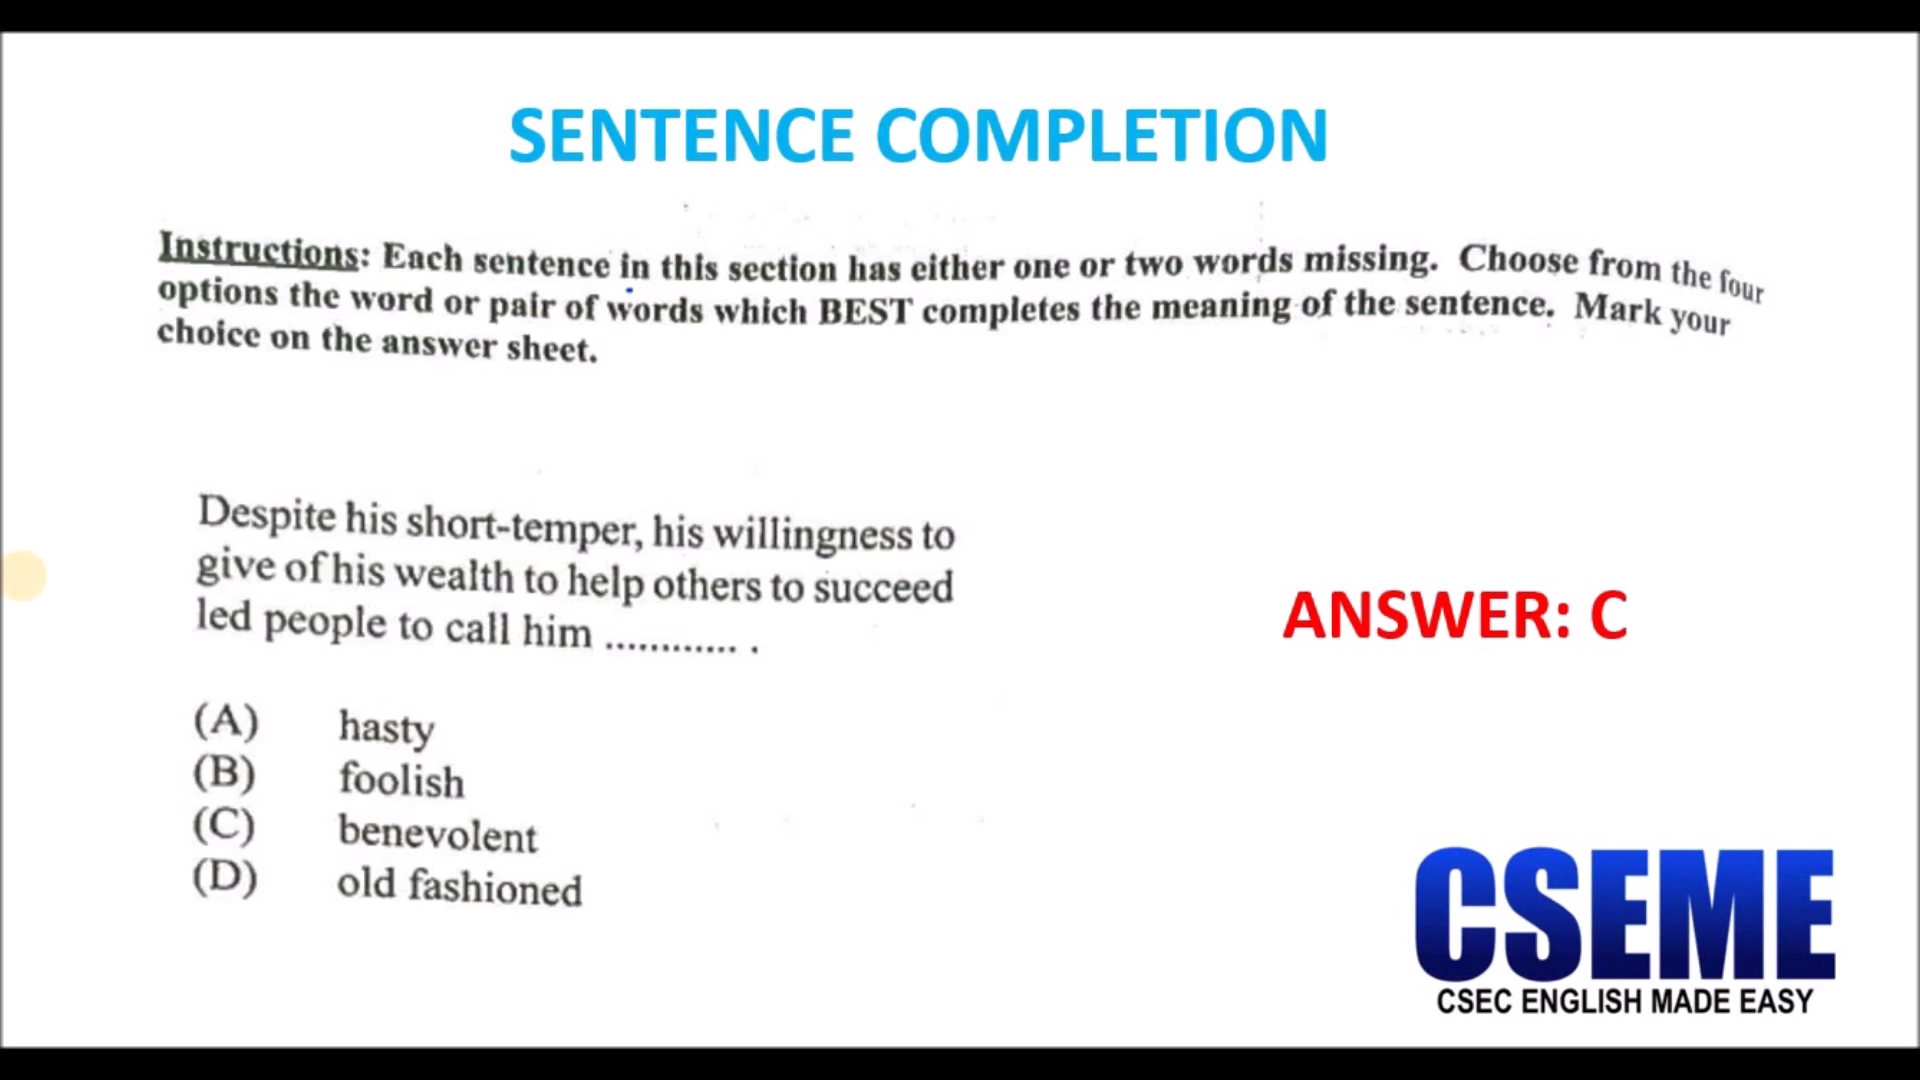 SENTENCE COMPLETION
Instructions: Each sentence in this section has either one or two words missing. Choose from the four
options the word or pair of words which BEST completes the meaning of the sentence. Mark your
choice on the answer sheet.
Despite his short-temper, his willingness to
give of his wealth to help others to succeed
led people to call him ............ .
ANSWER: C
(A) hasty
(B) foolish
(C) benevolent
(D) old fashioned
CSEME
CSEC ENGLISH MADE EASY